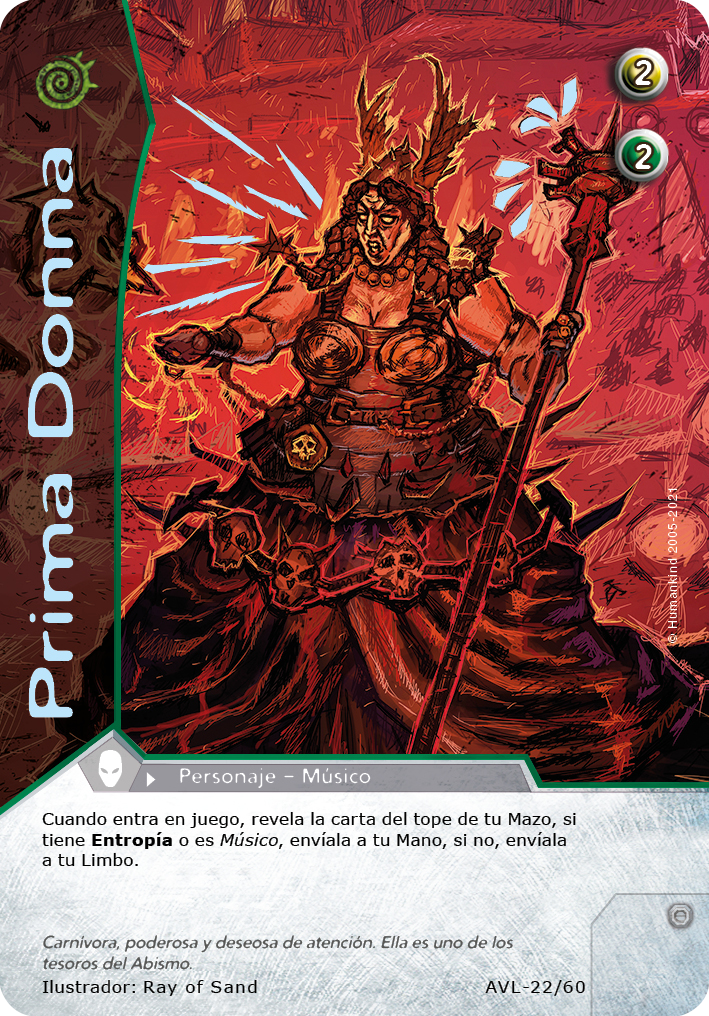 Prima Donna
2
2
© Humankind 2005-2021
Personaje – Músico
Cuando entra en juego, revela la carta del tope de tu Mazo, si
tiene Entropía o es Músico, envíala a tu Mano, si no, envíala
a tu Limbo.
Carnívora, poderosa y deseosa de atención. Ella es uno de los
tesoros del Abismo.
Ilustrador: Ray of Sand
AVL-22/60